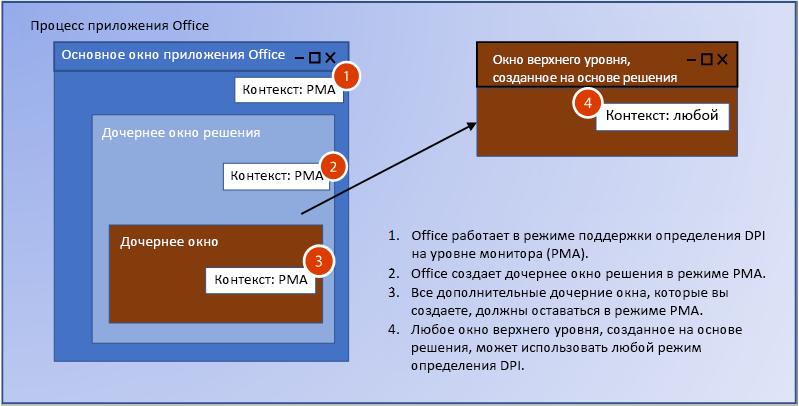 Процесс приложения Office
Основное окно приложения Office
Контекст: PMA
1
Дочернее окно решения
Контекст: PMA
2
Дочернее окно
Контекст: PMA
3
Окно верхнего уровня,
созданное на основе решения
4
Контекст: любой
1. Office работает в режиме поддержки определения DPI
на уровне монитора (PMA).
2. Office создает дочернее окно решения в режиме PMA.
3. Все дополнительные дочерние окна, которые вы
создаете, должны оставаться в режиме PMA.
4. Любое окно верхнего уровня, созданное на основе
решения, может использовать любой режим
определения DPI.